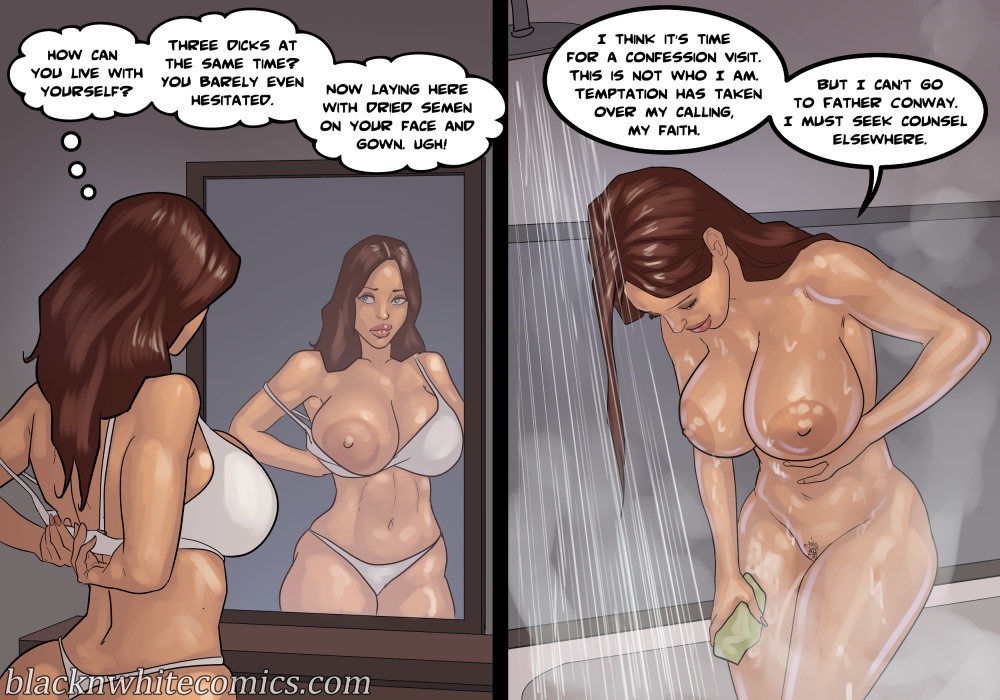 HOW CAN
YOU LIVE WITH
YOURSELF?
THREE DICKS AT
THE SAME TIME?
YOU BARELY EVEN
HESITATED.
NOW LAYING HERE
WITH DRIED SEMEN
ON YOUR FACE AND
GOWN. UGH!
I THINK IT'S TIME
FOR A CONFESSION VISIT.
THIS IS NOT WHO I AM.
TEMPTATION HAS TAKEN
OVER MY CALLING,
MY FAITH.
BUT I CAN'T GO
TO FATHER CONWAY.
I MUST SEEK COUNSEL
ELSEWHERE.
blacknwhitecomics.com